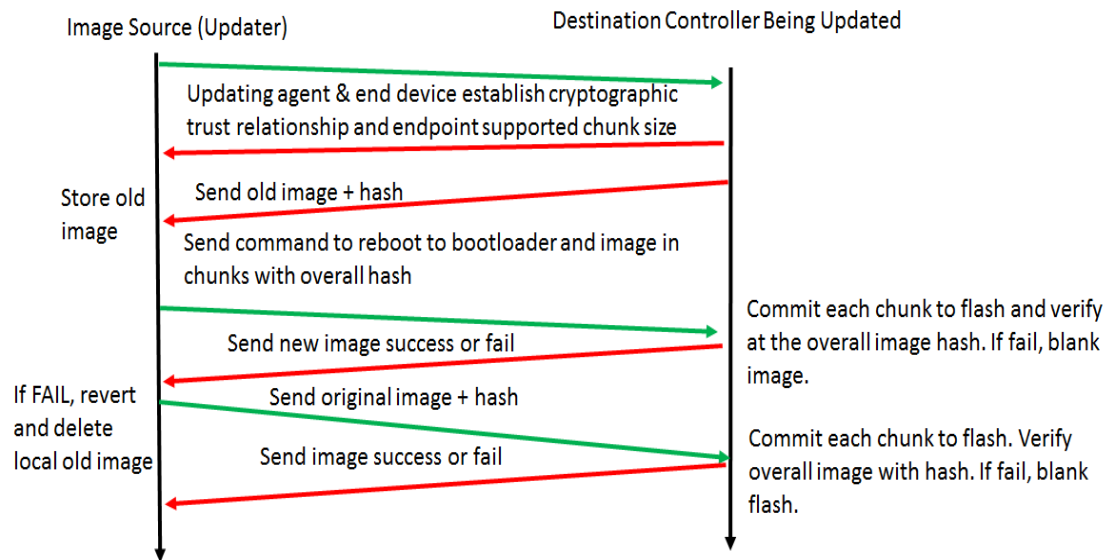 Image Source (Updater)
Destination Controller Being Updated
Updating agent & end device establish cryptographic
trust relationship and endpoint supported chunk size
Store old
image
Send old image + hash
Send command to reboot to bootloader and image in
chunks with overall hash
Commit each chunk to flash and verify
at the overall image hash. If fail, blank
image.
Send new image success or fail
If FAIL, revert
and delete
local old image
Send original image + hash
Send image success or fail
Commit each chunk to flash. Verify
overall image with hash. If fail, blank
flash.